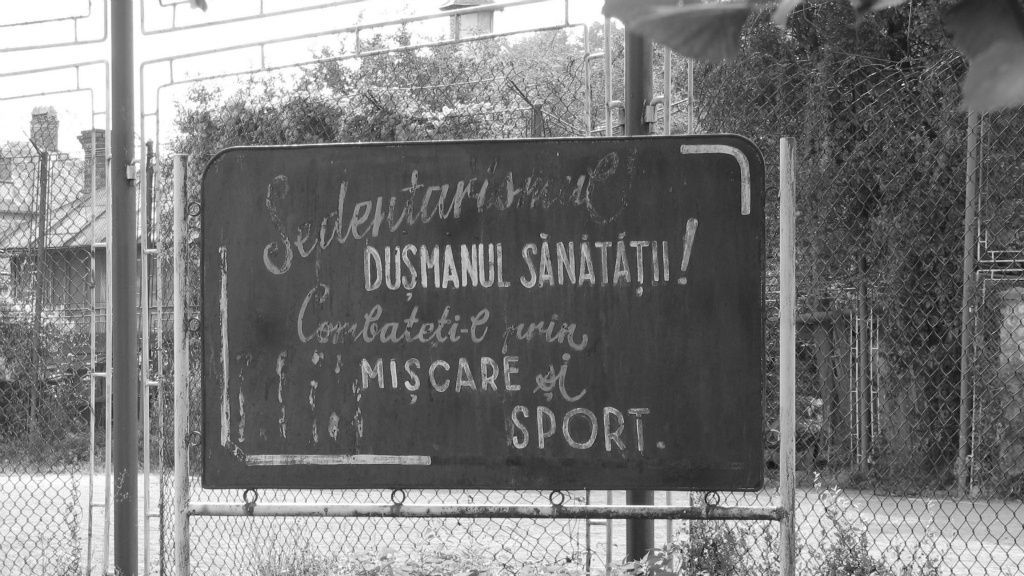 Sedentarismul
DUȘMANUL SĂNĂTĂȚII!
Combateți-l prin
MIȘCARE și
SPORT.